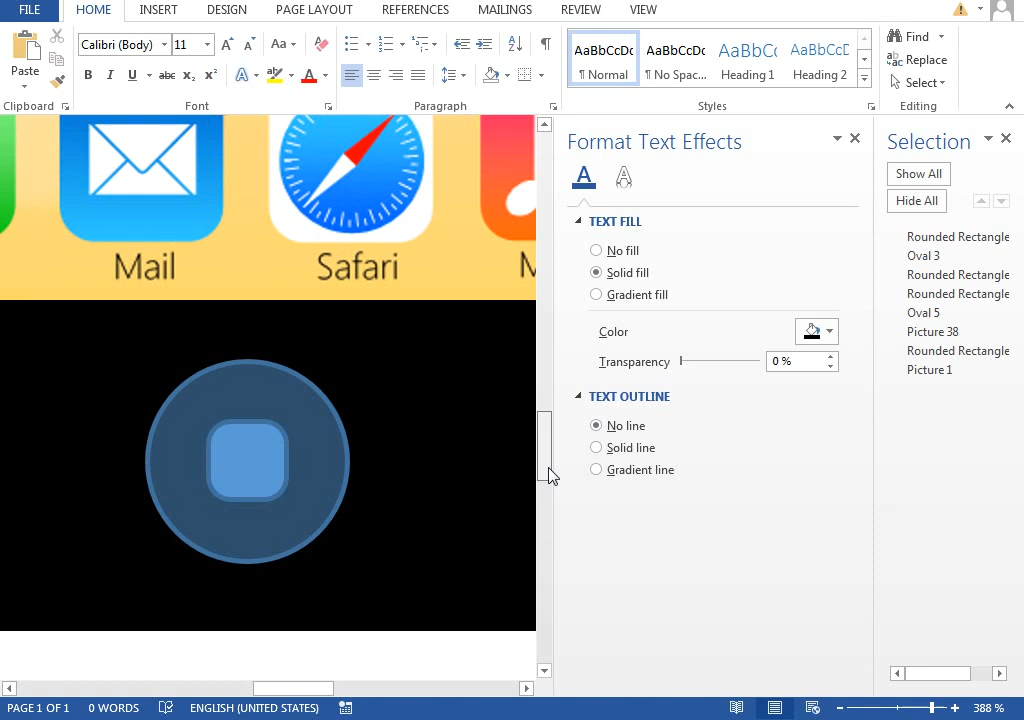 FILE HOME INSERT DESIGN PAGE LAYOUT REFERENCES MAILINGS REVIEW VIEW
Paste
Calibri (Body) 11 Aa
B I U abc X₂ X² A A
AaBbCcDc AaBbCcDc AaBbCc AaBbCcD
¶ Normal ¶ No Spac... Heading 1 Heading 2
Find
Replace
Select
Clipboard Font Paragraph Styles Editing
Mail Safari
Format Text Effects
TEXT FILL
No fill
Solid fill
Gradient fill
Color
Transparency 0 %
TEXT OUTLINE
No line
Solid line
Gradient line
Selection
Show All
Hide All
Rounded Rectangle
Oval 3
Rounded Rectangle
Rounded Rectangle
Oval 5
Picture 38
Rounded Rectangle
Picture 1
PAGE 1 OF 1 0 WORDS ENGLISH (UNITED STATES) 388 %